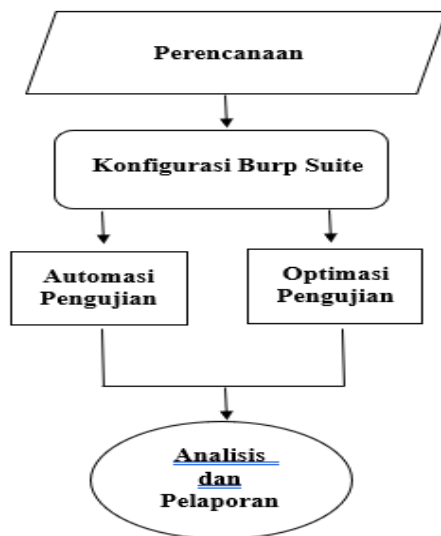 Perencanaan
Konfigurasi Burp Suite
Automasi
Pengujian
Optimasi
Pengujian
Analisis
dan
Pelaporan